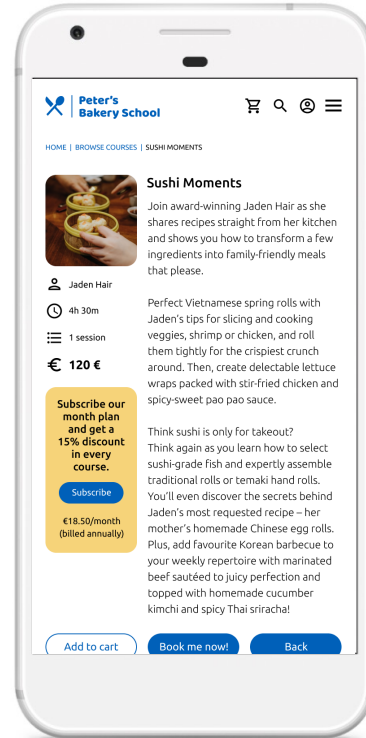 Peter's
Bakery School
HOME | BROWSE COURSES | SUSHI MOMENTS
Jaden Hair
4h 30m
1 session
€ 120 €
Subscribe our
month plan
and get a
15% discount
in every
course.
Subscribe
€18.50/month
(billed annually)
Sushi Moments
Join award-winning Jaden Hair as she
shares recipes straight from her kitchen
and shows you how to transform a few
ingredients into family-friendly meals
that please.
Perfect Vietnamese spring rolls with
Jaden's tips for slicing and cooking
veggies, shrimp or chicken, and roll
them tightly for the crispiest crunch
around. Then, create delectable lettuce
wraps packed with stir-fried chicken and
spicy-sweet pao pao sauce.
Think sushi is only for takeout?
Think again as you learn how to select
sushi-grade fish and expertly assemble
traditional rolls or temaki hand rolls.
You'll even discover the secrets behind
Jaden's most requested recipe – her
mother's homemade Chinese egg rolls.
Plus, add favourite Korean barbecue to
your weekly repertoire with marinated
beef sautéed to juicy perfection and
topped with homemade cucumber
kimchi and spicy Thai sriracha!
Add to cart
Book me now!
Back